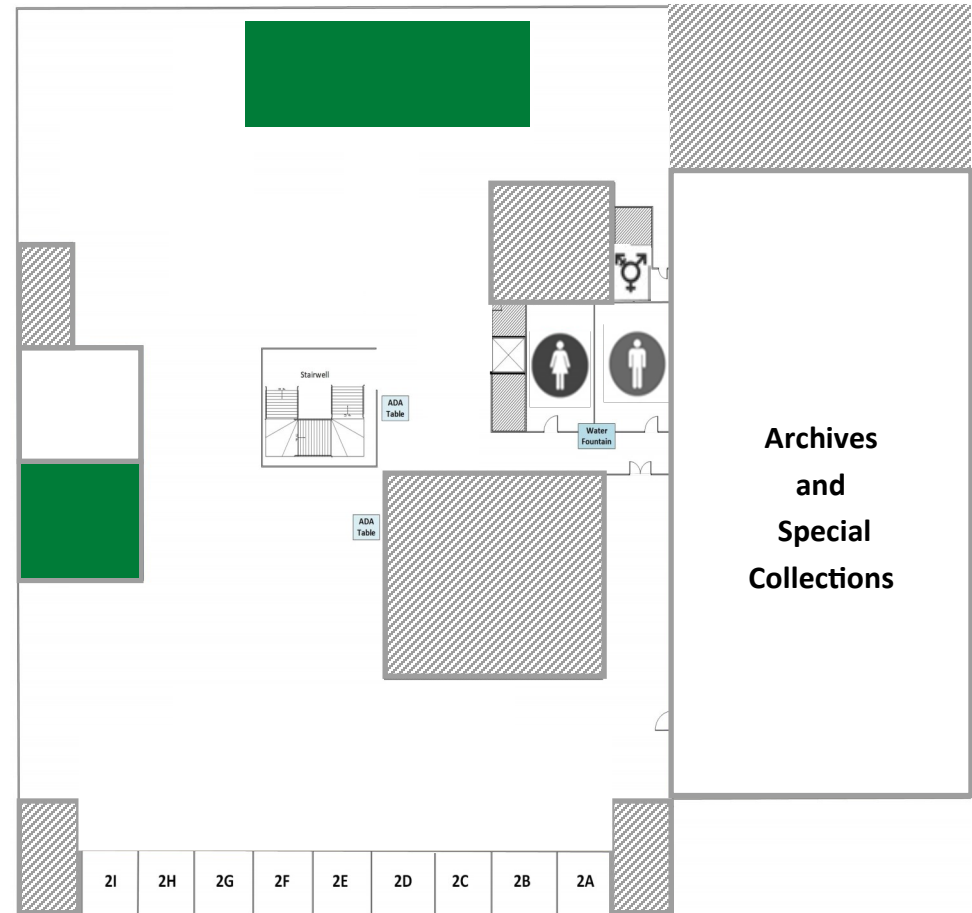 Stairwell
ADA
Table
Water
Fountain
Archives
and
Special
Collections
ADA
Table
2I
2H
2G
2F
2E
2D
2C
2B
2A